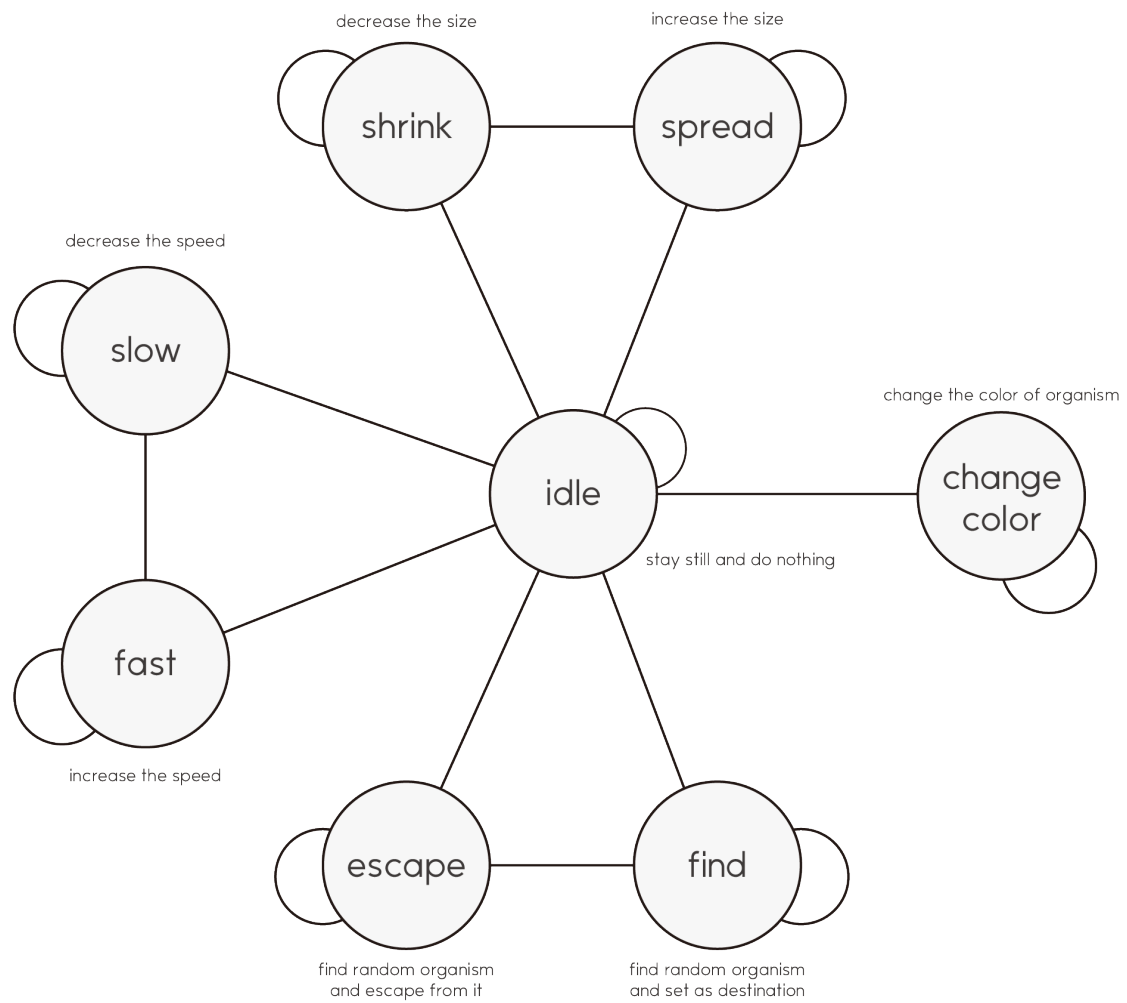 decrease the size
increase the size
shrink
spread
decrease the speed
slow
change the color of organism
idle
change
color
stay still and do nothing
fast
increase the speed
escape
find
find random organism
and escape from it
find random organism
and set as destination